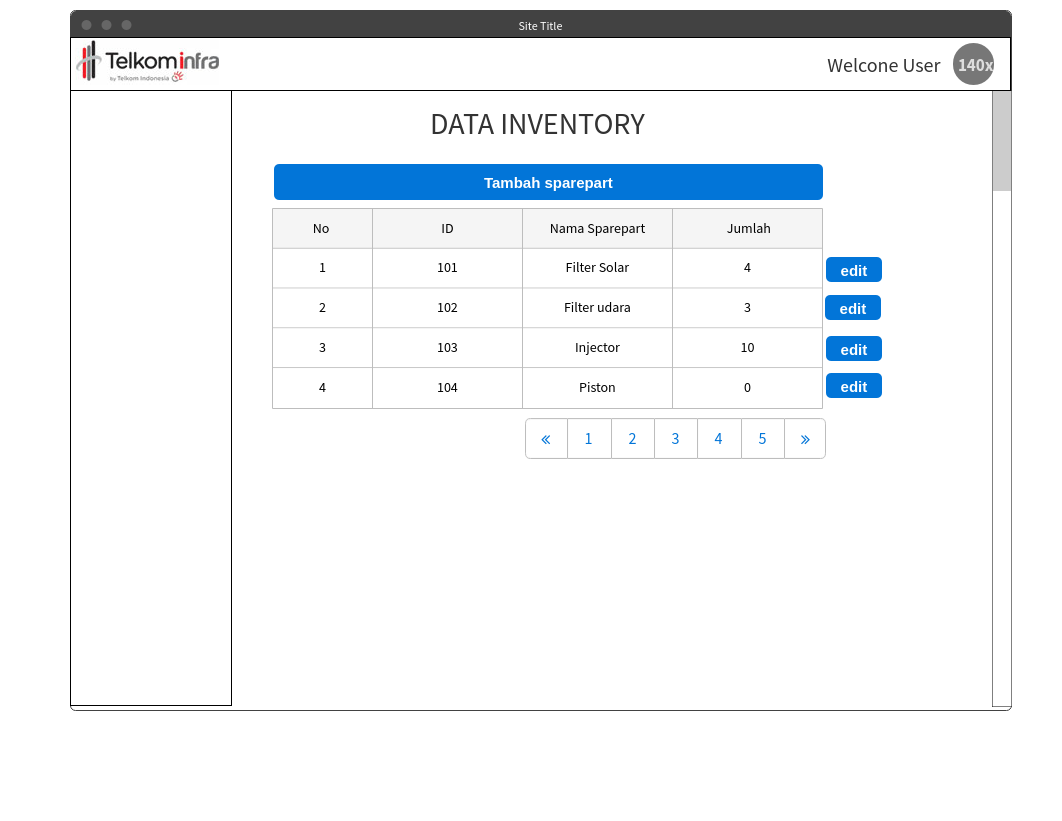 Site Title
Telkominfra
by Telkom Indonesia
Welcone User
140x
DATA INVENTORY
Tambah sparepart
No ID Nama Sparepart Jumlah
1 101 Filter Solar 4 edit
2 102 Filter udara 3 edit
3 103 Injector 10 edit
4 104 Piston 0 edit
« 1 2 3 4 5 »